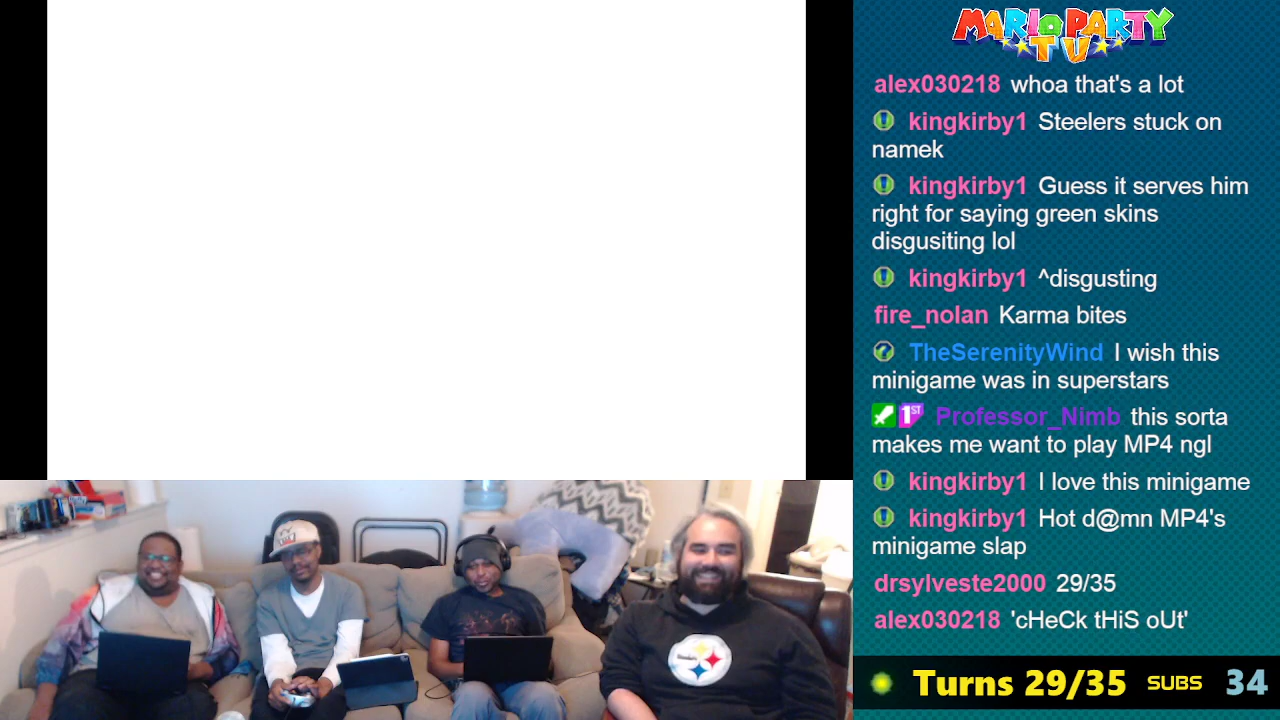 MARIO PARTY
TV
alex030218 whoa that's a lot
kingkirby1 Steelers stuck on
namek
kingkirby1 Guess it serves him
right for saying green skins
disgusiting lol
kingkirby1 ^disgusting
fire_nolan Karma bites
TheSerenityWind I wish this
minigame was in superstars
1ST Professor_Nimb this sorta
makes me want to play MP4 ngl
kingkirby1 I love this minigame
kingkirby1 Hot d@mn MP4's
minigame slap
drsylveste2000 29/35
alex030218 'cHeCk tHiS oUt'
Turns 29/35 SUBS 34
Steelers